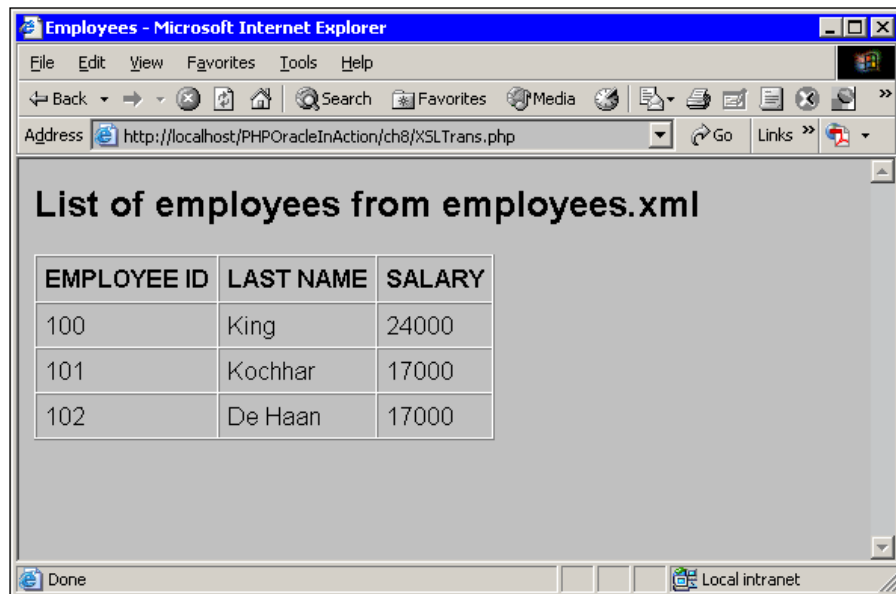 Employees - Microsoft Internet Explorer
File Edit View Favorites Tools Help
Back Search Favorites Media »
Address http://localhost/PHPOracleInAction/ch8/XSLTrans.php Go Links »
List of employees from employees.xml
EMPLOYEE ID LAST NAME SALARY
100 King 24000
101 Kochhar 17000
102 De Haan 17000
Done Local intranet